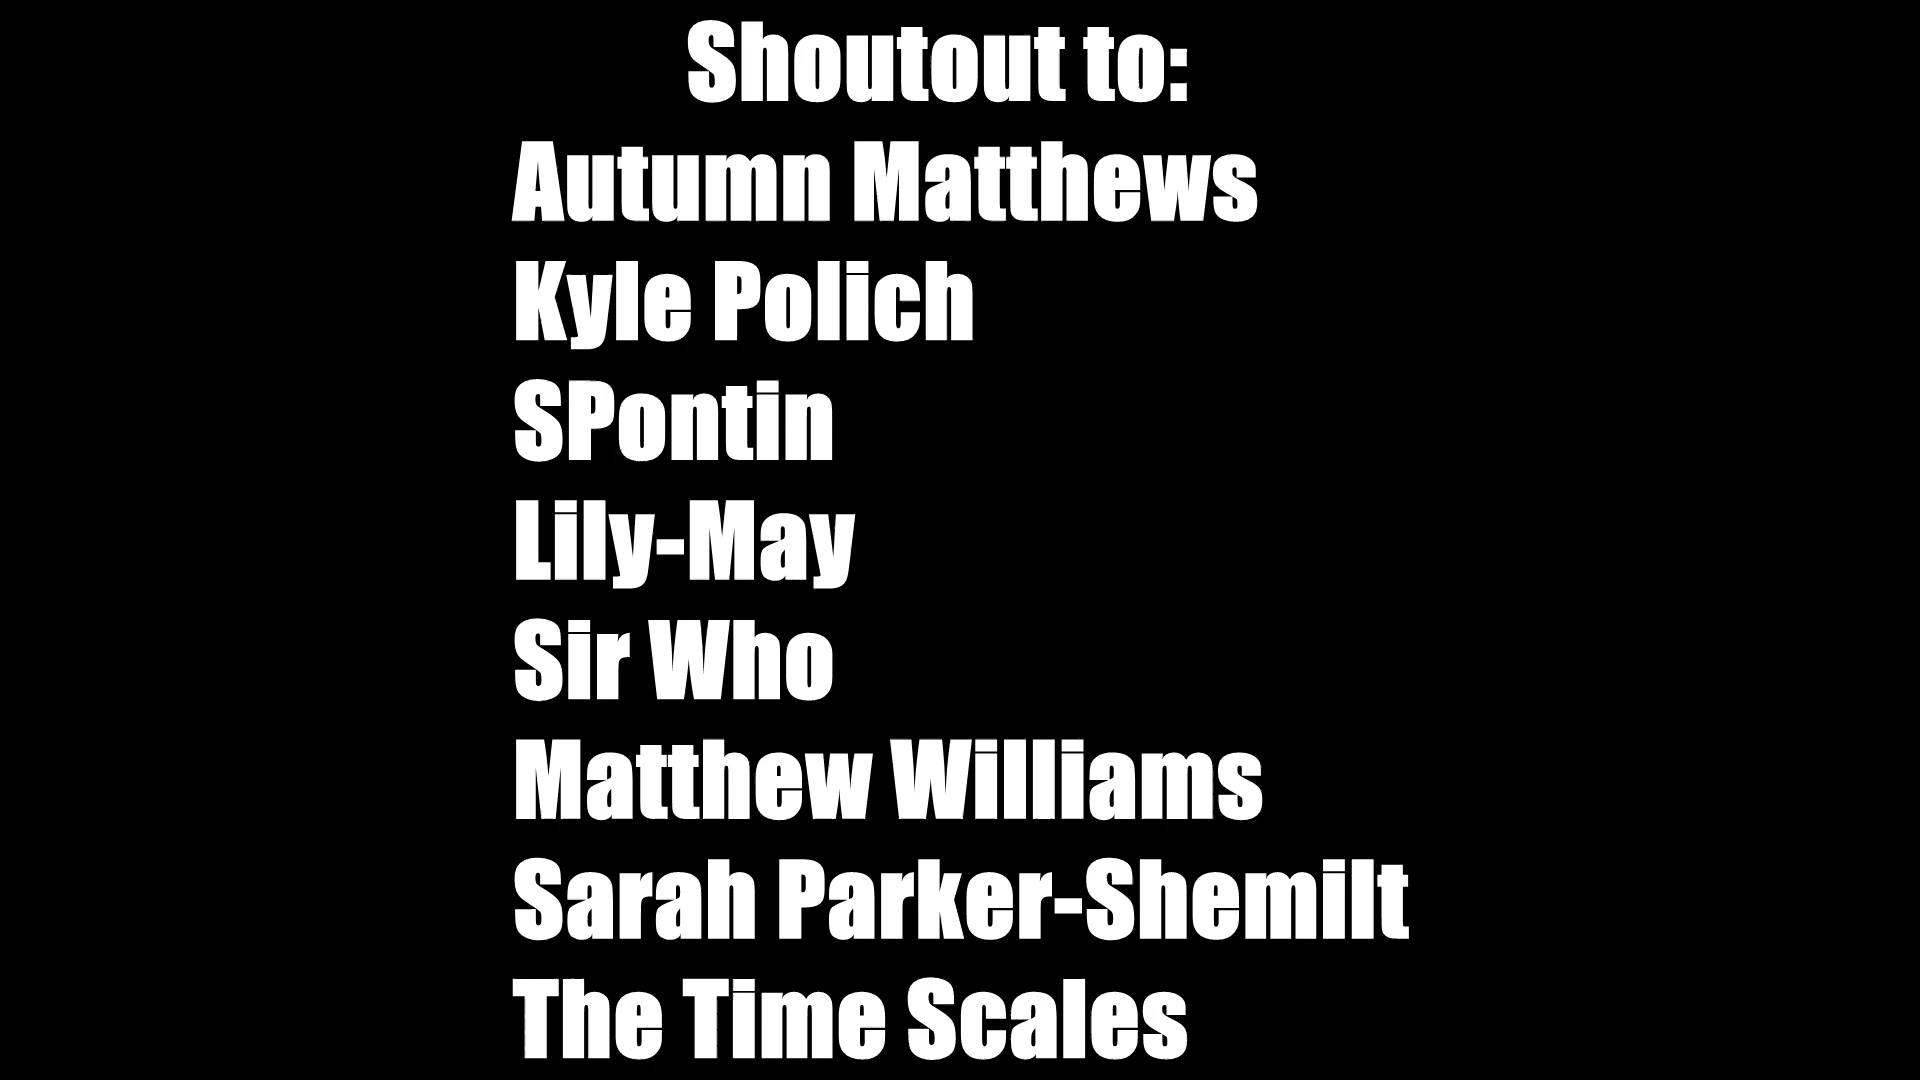 Shoutout to:
Autumn Matthews
Kyle Polich
SPontin
Lily-May
Sir Who
Matthew Williams
Sarah Parker-Shemilt
The Time Scales